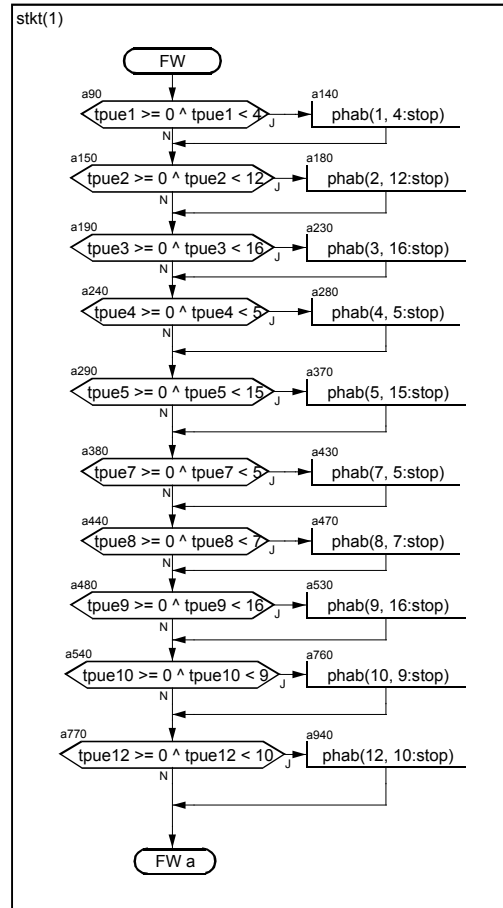 stkt(1)
FW
a90
tpue1 >= 0 ^ tpue1 < 4
J
N
a140
phab(1, 4:stop)
a150
tpue2 >= 0 ^ tpue2 < 12
J
N
a180
phab(2, 12:stop)
a190
tpue3 >= 0 ^ tpue3 < 16
J
N
a230
phab(3, 16:stop)
a240
tpue4 >= 0 ^ tpue4 < 5
J
N
a280
phab(4, 5:stop)
a290
tpue5 >= 0 ^ tpue5 < 15
J
N
a370
phab(5, 15:stop)
a380
tpue7 >= 0 ^ tpue7 < 5
J
N
a430
phab(7, 5:stop)
a440
tpue8 >= 0 ^ tpue8 < 7
J
N
a470
phab(8, 7:stop)
a480
tpue9 >= 0 ^ tpue9 < 16
J
N
a530
phab(9, 16:stop)
a540
tpue10 >= 0 ^ tpue10 < 9
J
N
a760
phab(10, 9:stop)
a770
tpue12 >= 0 ^ tpue12 < 10
J
N
a940
phab(12, 10:stop)
FW a